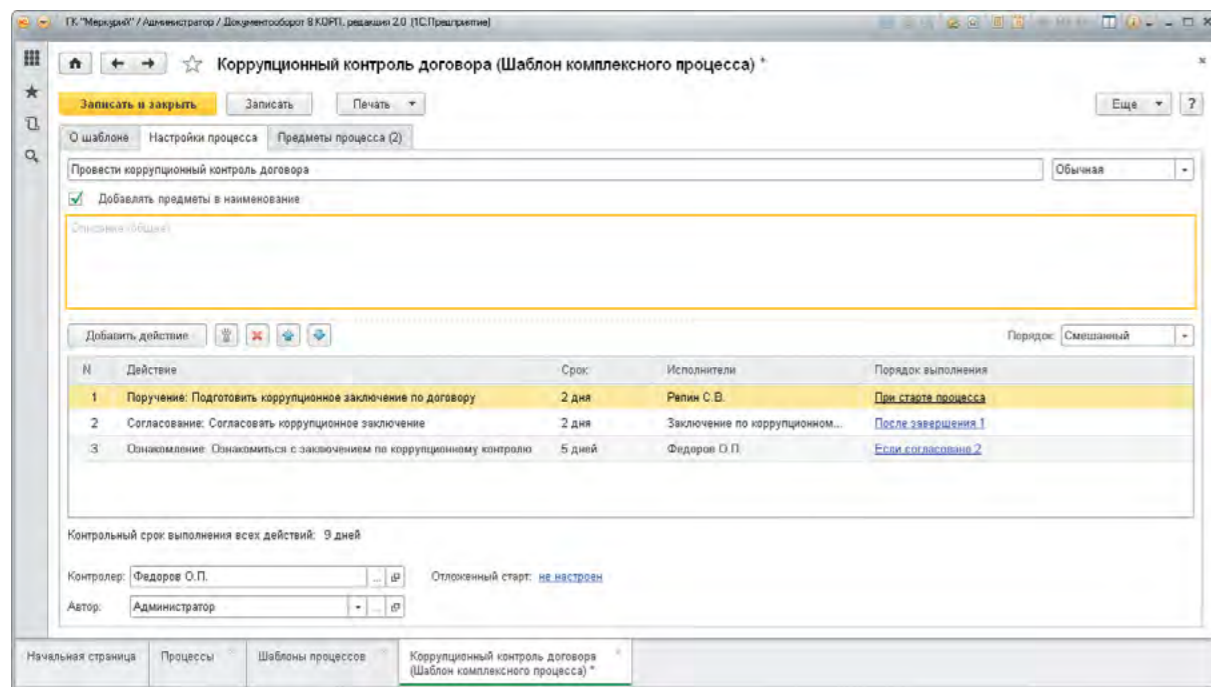 ГК "Меркурий" / Администратор / Документооборот 8 КОРП, редакция 2.0 (1С:Предприятие)
Коррупционный контроль договора (Шаблон комплексного процесса) *
Записать и закрыть Записать Печать Еще ?
О шаблоне Настройки процесса Предметы процесса (2)
Провести коррупционный контроль договора Обычная
Добавлять предметы в наименование
Описание (общее)
Добавить действие Порядок: Смешанный
N Действие Срок Исполнители Порядок выполнения
1 Поручение: Подготовить коррупционное заключение по договору 2 дня Репин С.В. При старте процесса
2 Согласование: Согласовать коррупционное заключение 2 дня Заключение по коррупционном... После завершения 1
3 Ознакомление: Ознакомиться с заключением по коррупционному контролю 5 дней Федоров О.П. Если согласовано 2
Контрольный срок выполнения всех действий: 9 дней
Контролер: Федоров О.П. ... Отложенный старт: не настроен
Автор: Администратор ...
Начальная страница Процессы Шаблоны процессов Коррупционный контроль договора
(Шаблон комплексного процесса) *